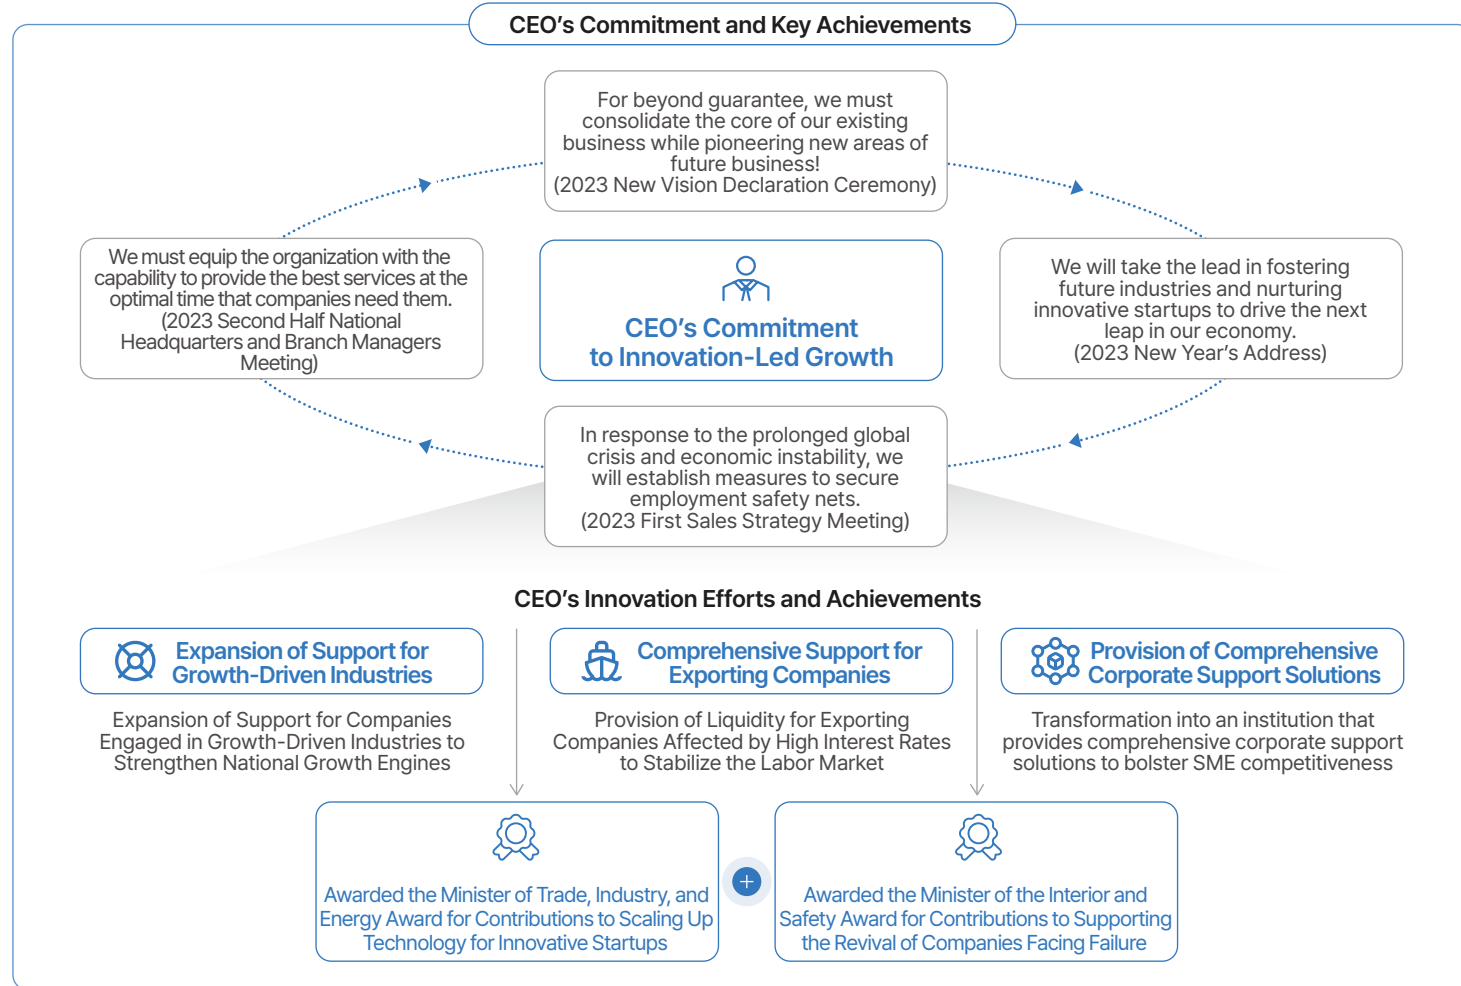 CEO's Commitment and Key Achievements
For beyond guarantee, we must
consolidate the core of our existing
business while pioneering new areas of
future business!
(2023 New Vision Declaration Ceremony)
We must equip the organization with the
capability to provide the best services at the
optimal time that companies need them.
(2023 Second Half National
Headquarters and Branch Managers
Meeting)
CEO's Commitment
to Innovation-Led Growth
We will take the lead in fostering
future industries and nurturing
innovative startups to drive the next
leap in our economy.
(2023 New Year's Address)
In response to the prolonged global
crisis and economic instability, we
will establish measures to secure
employment safety nets.
(2023 First Sales Strategy Meeting)
CEO's Innovation Efforts and Achievements
Expansion of Support for
Growth-Driven Industries
Expansion of Support for Companies
Engaged in Growth-Driven Industries to
Strengthen National Growth Engines
Comprehensive Support for
Exporting Companies
Provision of Liquidity for Exporting
Companies Affected by High Interest Rates
to Stabilize the Labor Market
Provision of Comprehensive
Corporate Support Solutions
Transformation into an institution that
provides comprehensive corporate support
solutions to bolster SME competitiveness
Awarded the Minister of Trade, Industry, and
Energy Award for Contributions to Scaling Up
Technology for Innovative Startups
+
Awarded the Minister of the Interior and
Safety Award for Contributions to Supporting
the Revival of Companies Facing Failure